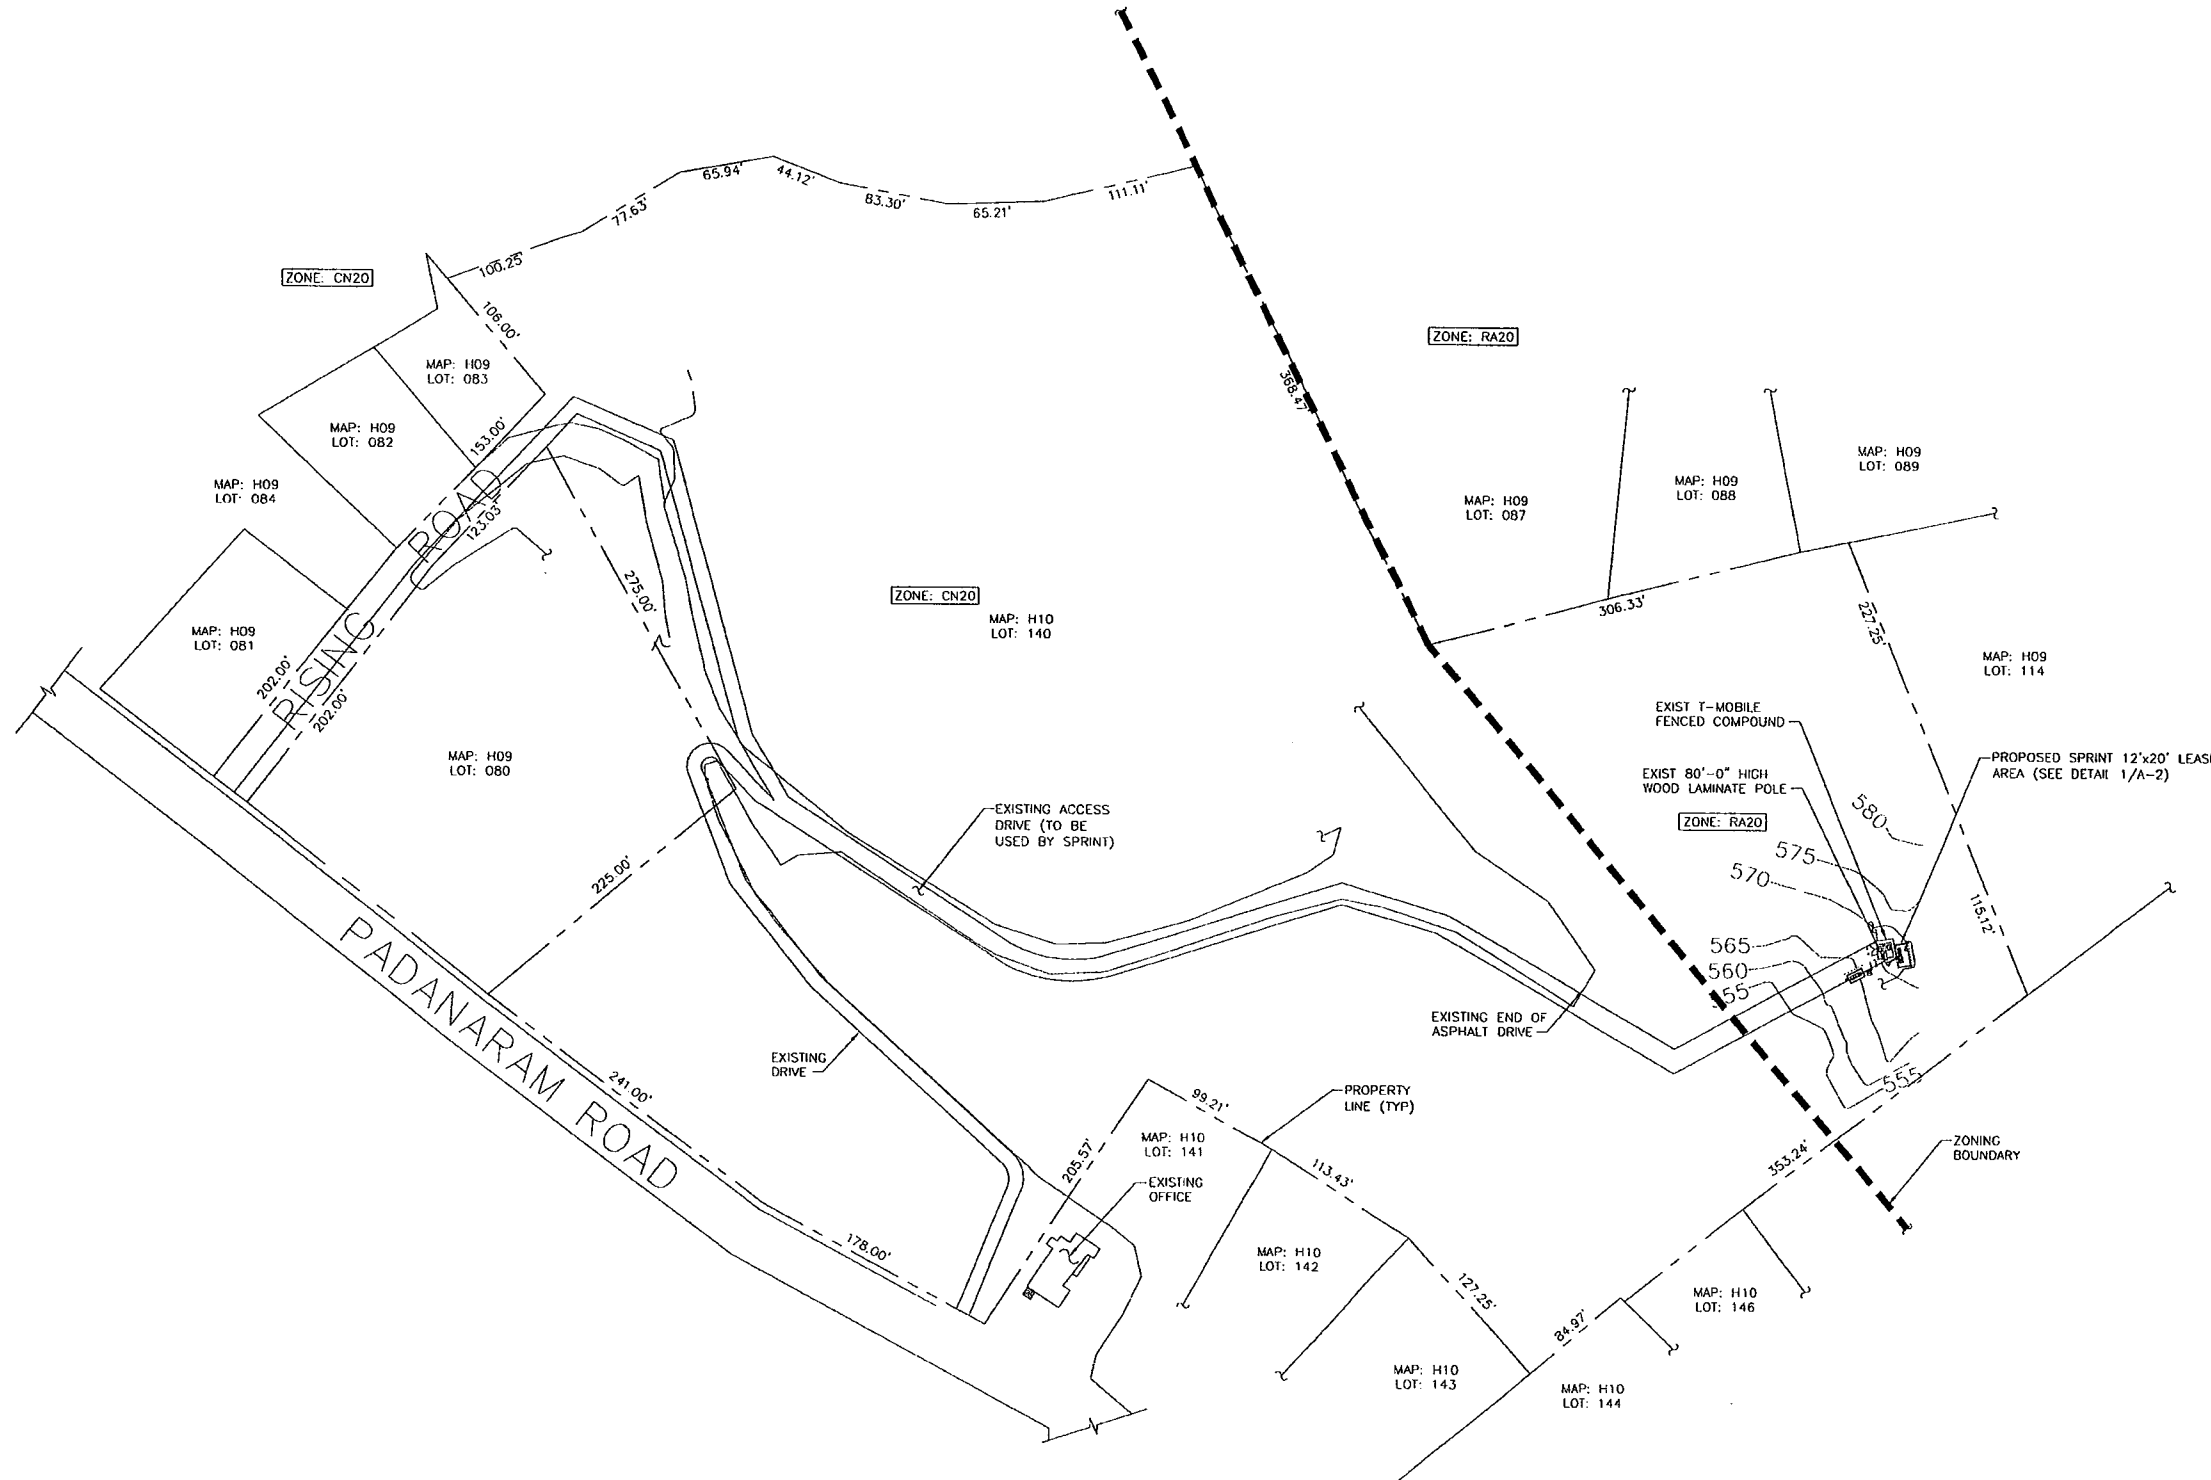 65.94'
44.12'
77.63'
83.30'
65.21'
111.11'
100.25'
ZONE: CN20
106.00'
MAP: H09
LOT: 083
ZONE: RA20
368.47'
MAP: H09
LOT: 082
153.00'
MAP: H09
LOT: 084
MAP: H09
LOT: 089
MAP: H09
LOT: 088
MAP: H09
LOT: 087
123.03'
RISING ROAD
275.00'
ZONE: CN20
MAP: H10
LOT: 140
306.33'
227.25'
MAP: H09
LOT: 081
202.00'
202.00'
MAP: H09
LOT: 114
EXIST T-MOBILE
FENCED COMPOUND
MAP: H09
LOT: 080
PROPOSED SPRINT 12'x20' LEAS
AREA (SEE DETAIL 1/A-2)
EXIST 80'-0" HIGH
WOOD LAMINATE POLE
ZONE: RA20
580
575
570
EXISTING ACCESS
DRIVE (TO BE
USED BY SPRINT)
225.00'
115.12'
565
560
555
PADANARAM ROAD
EXISTING END OF
ASPHALT DRIVE
EXISTING
DRIVE
241.00'
555
99.21'
PROPERTY
LINE (TYP)
MAP: H10
LOT: 141
205.57'
113.43'
353.24'
ZONING
BOUNDARY
EXISTING
OFFICE
178.00'
MAP: H10
LOT: 142
127.25'
MAP: H10
LOT: 146
84.97'
MAP: H10
LOT: 143
MAP: H10
LOT: 144